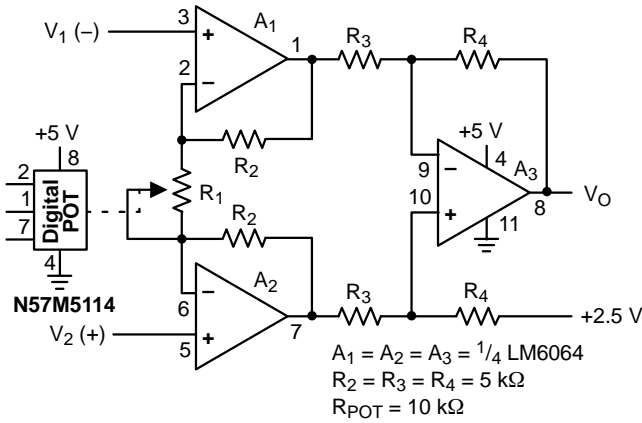 V1 (–)
3
+
A1
1
R3
R4
2
–
R2
+5 V
8
2
1
7
Digital
POT
4
N57M5114
R1
R2
+5 V
4
A3
9
–
10
+
8
VO
11
6
–
A2
7
V2 (+)
5
+
R3
R4
+2.5 V
A1 = A2 = A3 = 1/4 LM6064
R2 = R3 = R4 = 5 kΩ
RPOT = 10 kΩ